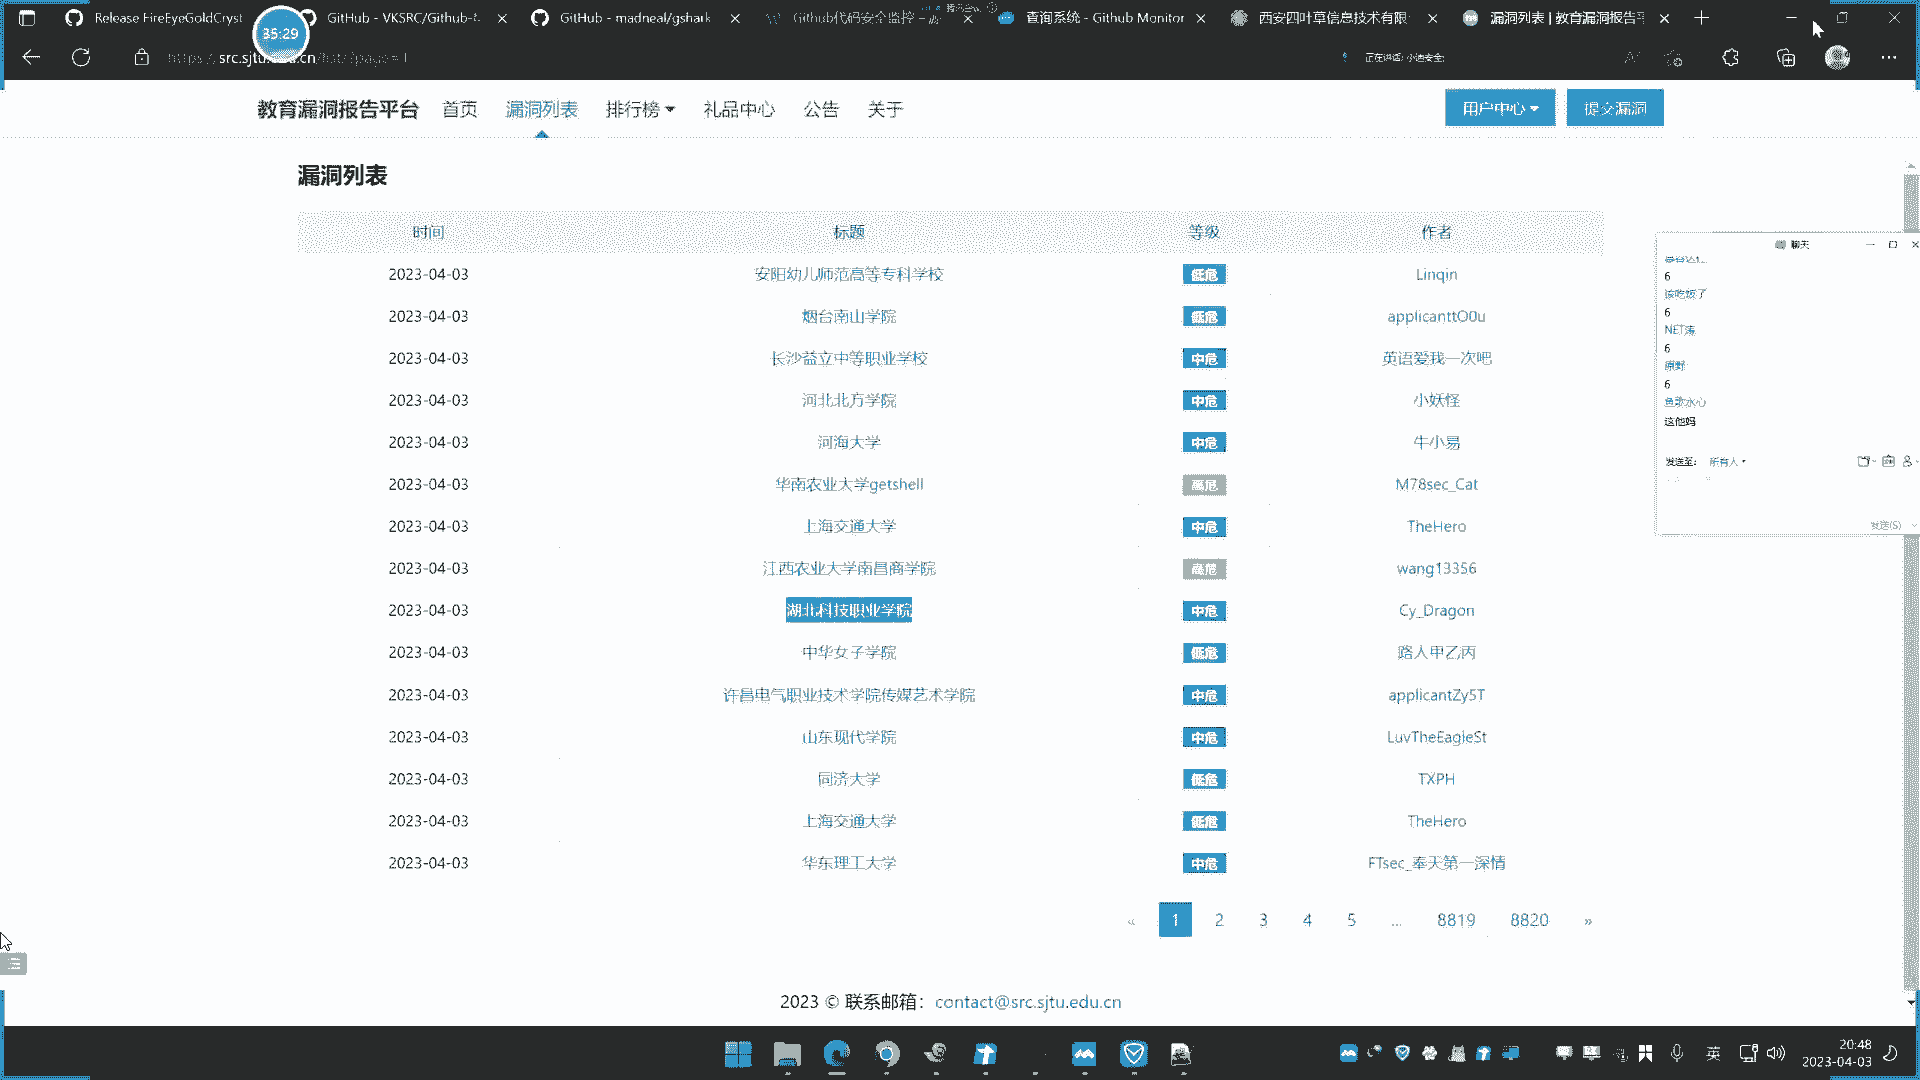 Release FireEyeGoldCryst
GitHub - VKSRC/Github-t
GitHub - madneal/gshark
Github代码安全监控
查询系统 - Github Monitor
西安四叶草信息技术有限
漏洞列表 | 教育漏洞报告平
35:29
https://src.sjtu.edu.cn/list/?page=1
正在讲话: 小迪安全;
教育漏洞报告平台 首页 漏洞列表 排行榜 礼品中心 公告 关于 用户中心 提交漏洞
漏洞列表
时间 标题 等级 作者
2023-04-03 安阳幼儿师范高等专科学校 低危 Linqin
2023-04-03 烟台南山学院 低危 applicanttO0u
2023-04-03 长沙益立中等职业学校 中危 英语爱我一次吧
2023-04-03 河北北方学院 中危 小妖怪
2023-04-03 河海大学 中危 牛小易
2023-04-03 华南农业大学getshell 高危 M78sec_Cat
2023-04-03 上海交通大学 中危 TheHero
2023-04-03 江西农业大学南昌商学院 高危 wang13356
2023-04-03 湖北科技职业学院 中危 Cy_Dragon
2023-04-03 中华女子学院 低危 路人甲乙丙
2023-04-03 许昌电气职业技术学院传媒艺术学院 中危 applicantZy5T
2023-04-03 山东现代学院 中危 LuvTheEagleSt
2023-04-03 同济大学 低危 TXPH
2023-04-03 上海交通大学 低危 TheHero
2023-04-03 华东理工大学 中危 FTsec_奉天第一深情
« 1 2 3 4 5 ... 8819 8820 »
2023 © 联系邮箱：contact@src.sjtu.edu.cn
聊天
6
该吃饭了
6
NET涛
6
原野
6
鱼歌水心
这他妈
发送至: 所有人
发送(S)
英
20:48
2023-04-03